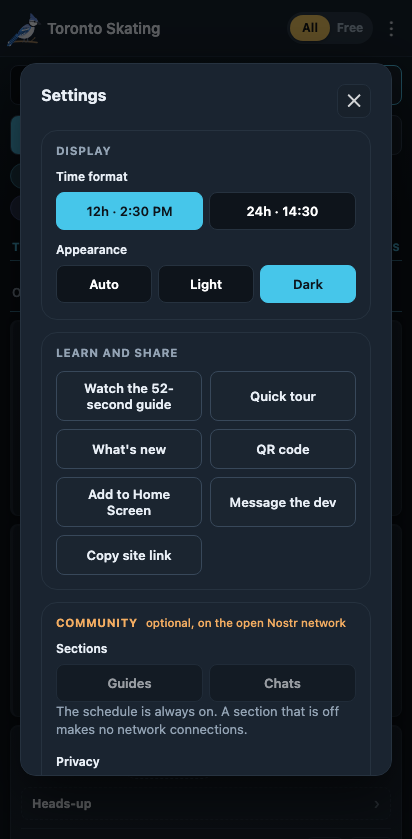 Toronto Skating
All
Free
Settings
DISPLAY
Time format
12h · 2:30 PM
24h · 14:30
Appearance
Auto
Light
Dark
LEARN AND SHARE
Watch the 52-
second guide
Quick tour
What's new
QR code
Add to Home
Screen
Message the dev
Copy site link
COMMUNITY optional, on the open Nostr network
Sections
Guides
Chats
The schedule is always on. A section that is off
makes no network connections.
Privacy
Heads-up